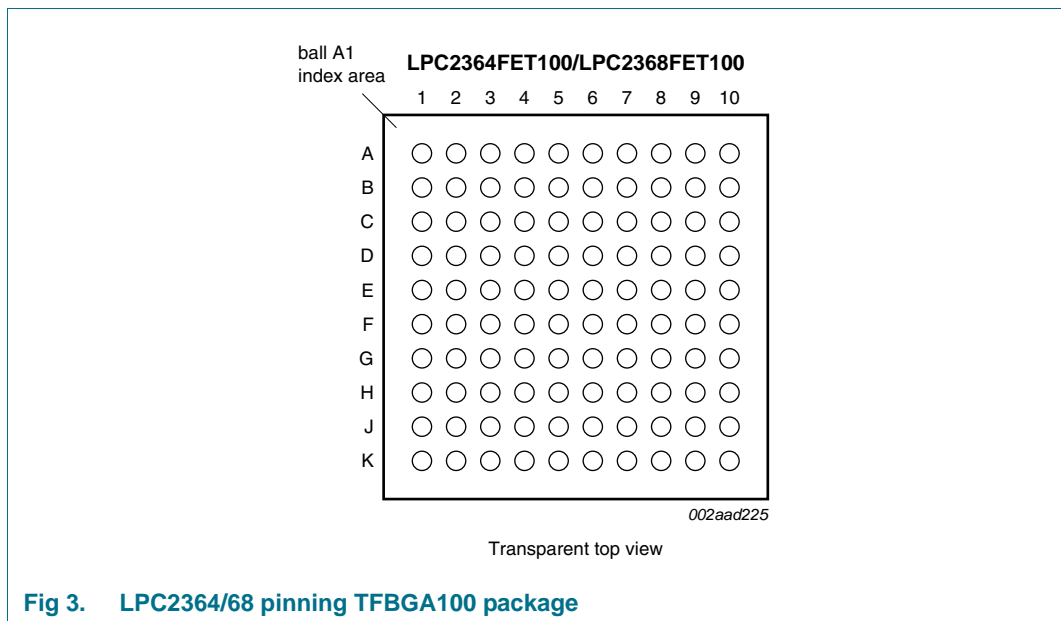 ball A1
index area
LPC2364FET100/LPC2368FET100
1 2 3 4 5 6 7 8 9 10
A
B
C
D
E
F
G
H
J
K
002aad225
Transparent top view
Fig 3. LPC2364/68 pinning TFBGA100 package